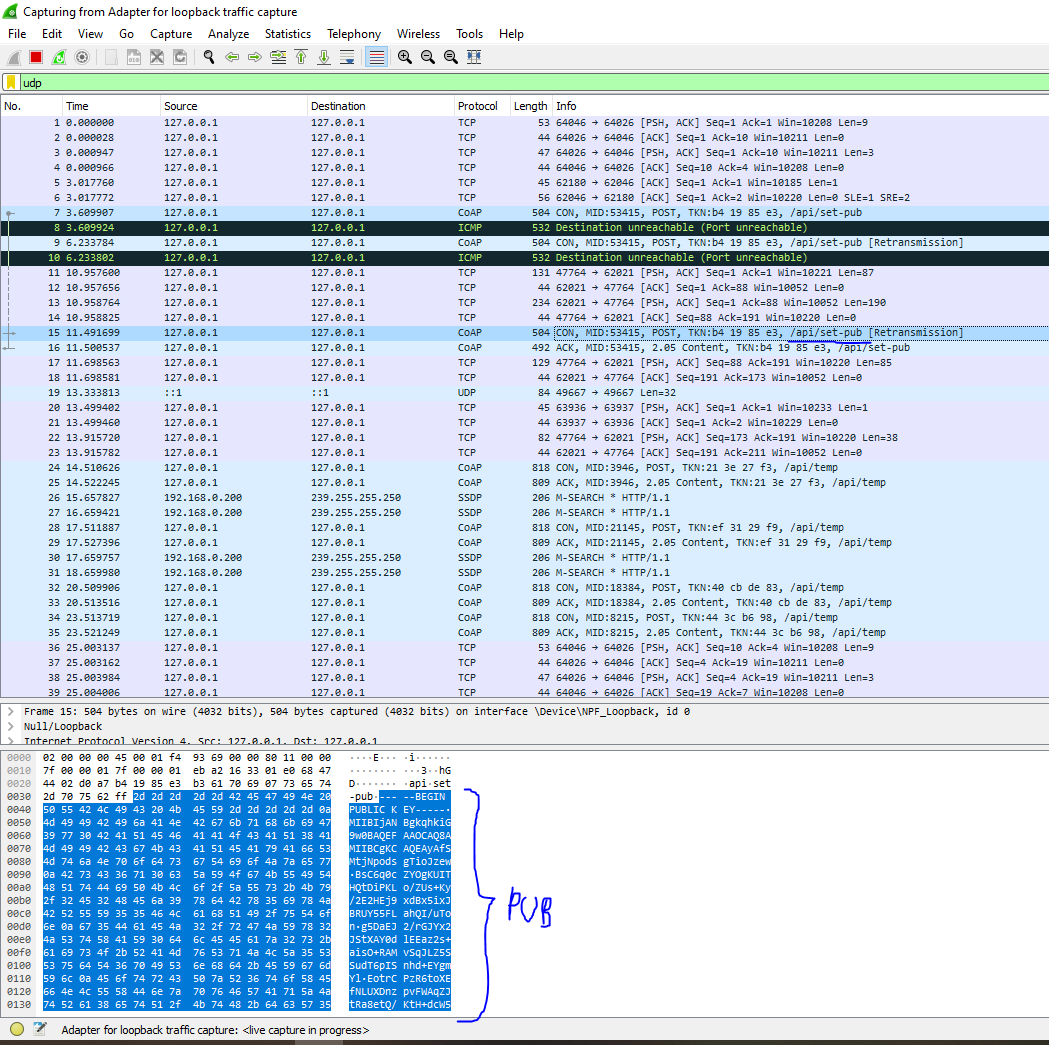 Capturing from Adapter for loopback traffic capture
File Edit View Go Capture Analyze Statistics Telephony Wireless Tools Help
udp
No. Time Source Destination Protocol Length Info
1 0.000000 127.0.0.1 127.0.0.1 TCP 53 64046 → 64026 [PSH, ACK] Seq=1 Ack=1 Win=10208 Len=9
2 0.000028 127.0.0.1 127.0.0.1 TCP 44 64026 → 64046 [ACK] Seq=1 Ack=10 Win=10211 Len=0
3 0.000947 127.0.0.1 127.0.0.1 TCP 47 64026 → 64046 [PSH, ACK] Seq=1 Ack=10 Win=10211 Len=3
4 0.000966 127.0.0.1 127.0.0.1 TCP 44 64046 → 64026 [ACK] Seq=10 Ack=4 Win=10208 Len=0
5 3.017760 127.0.0.1 127.0.0.1 TCP 45 62180 → 62046 [ACK] Seq=1 Ack=1 Win=10185 Len=1
6 3.017772 127.0.0.1 127.0.0.1 TCP 56 62046 → 62180 [ACK] Seq=1 Ack=2 Win=10220 Len=0 SLE=1 SRE=2
7 3.609907 127.0.0.1 127.0.0.1 CoAP 504 CON, MID:53415, POST, TKN:b4 19 85 e3, /api/set-pub
8 3.609924 127.0.0.1 127.0.0.1 ICMP 532 Destination unreachable (Port unreachable)
9 6.233784 127.0.0.1 127.0.0.1 CoAP 504 CON, MID:53415, POST, TKN:b4 19 85 e3, /api/set-pub [Retransmission]
10 6.233802 127.0.0.1 127.0.0.1 ICMP 532 Destination unreachable (Port unreachable)
11 10.957600 127.0.0.1 127.0.0.1 TCP 131 47764 → 62021 [PSH, ACK] Seq=1 Ack=1 Win=10221 Len=87
12 10.957656 127.0.0.1 127.0.0.1 TCP 44 62021 → 47764 [ACK] Seq=1 Ack=88 Win=10052 Len=0
13 10.958764 127.0.0.1 127.0.0.1 TCP 234 62021 → 47764 [PSH, ACK] Seq=1 Ack=88 Win=10052 Len=190
14 10.958825 127.0.0.1 127.0.0.1 TCP 44 47764 → 62021 [ACK] Seq=88 Ack=191 Win=10220 Len=0
15 11.491699 127.0.0.1 127.0.0.1 CoAP 504 CON, MID:53415, POST, TKN:b4 19 85 e3, /api/set-pub [Retransmission]
16 11.500537 127.0.0.1 127.0.0.1 CoAP 492 ACK, MID:53415, 2.05 Content, TKN:b4 19 85 e3, /api/set-pub
17 11.698563 127.0.0.1 127.0.0.1 TCP 129 47764 → 62021 [PSH, ACK] Seq=88 Ack=191 Win=10220 Len=85
18 11.698581 127.0.0.1 127.0.0.1 TCP 44 62021 → 47764 [ACK] Seq=191 Ack=173 Win=10052 Len=0
19 13.333813 ::1 ::1 UDP 84 49667 → 49667 Len=32
20 13.499402 127.0.0.1 127.0.0.1 TCP 45 63936 → 63937 [PSH, ACK] Seq=1 Ack=1 Win=10233 Len=1
21 13.499460 127.0.0.1 127.0.0.1 TCP 44 63937 → 63936 [ACK] Seq=1 Ack=2 Win=10229 Len=0
22 13.915720 127.0.0.1 127.0.0.1 TCP 82 47764 → 62021 [PSH, ACK] Seq=173 Ack=191 Win=10220 Len=38
23 13.915782 127.0.0.1 127.0.0.1 TCP 44 62021 → 47764 [ACK] Seq=191 Ack=211 Win=10052 Len=0
24 14.510626 127.0.0.1 127.0.0.1 CoAP 818 CON, MID:3946, POST, TKN:21 3e 27 f3, /api/temp
25 14.522245 127.0.0.1 127.0.0.1 CoAP 809 ACK, MID:3946, 2.05 Content, TKN:21 3e 27 f3, /api/temp
26 15.657827 192.168.0.200 239.255.255.250 SSDP 206 M-SEARCH * HTTP/1.1
27 16.659421 192.168.0.200 239.255.255.250 SSDP 206 M-SEARCH * HTTP/1.1
28 17.511887 127.0.0.1 127.0.0.1 CoAP 818 CON, MID:21145, POST, TKN:ef 31 29 f9, /api/temp
29 17.527396 127.0.0.1 127.0.0.1 CoAP 809 ACK, MID:21145, 2.05 Content, TKN:ef 31 29 f9, /api/temp
30 17.659757 192.168.0.200 239.255.255.250 SSDP 206 M-SEARCH * HTTP/1.1
31 18.659980 192.168.0.200 239.255.255.250 SSDP 206 M-SEARCH * HTTP/1.1
32 20.509906 127.0.0.1 127.0.0.1 CoAP 818 CON, MID:18384, POST, TKN:40 cb de 83, /api/temp
33 20.513516 127.0.0.1 127.0.0.1 CoAP 809 ACK, MID:18384, 2.05 Content, TKN:40 cb de 83, /api/temp
34 23.513719 127.0.0.1 127.0.0.1 CoAP 818 CON, MID:8215, POST, TKN:44 3c b6 98, /api/temp
35 23.521249 127.0.0.1 127.0.0.1 CoAP 809 ACK, MID:8215, 2.05 Content, TKN:44 3c b6 98, /api/temp
36 25.003137 127.0.0.1 127.0.0.1 TCP 53 64046 → 64026 [PSH, ACK] Seq=10 Ack=4 Win=10208 Len=9
37 25.003162 127.0.0.1 127.0.0.1 TCP 44 64026 → 64046 [ACK] Seq=4 Ack=19 Win=10211 Len=0
38 25.003984 127.0.0.1 127.0.0.1 TCP 47 64026 → 64046 [PSH, ACK] Seq=4 Ack=19 Win=10211 Len=3
39 25.004006 127.0.0.1 127.0.0.1 TCP 44 64046 → 64026 [ACK] Seq=19 Ack=7 Win=10208 Len=0
Frame 15: 504 bytes on wire (4032 bits), 504 bytes captured (4032 bits) on interface \Device\NPF_Loopback, id 0
Null/Loopback
Internet Protocol Version 4, Src: 127.0.0.1, Dst: 127.0.0.1
0000 02 00 00 00 45 00 01 f4 93 69 00 00 80 11 00 00 ····E··· ·i······
0010 7f 00 00 01 7f 00 00 01 eb a2 16 33 01 e0 68 47 ········ ···3··hG
0020 44 02 d0 a7 b4 19 85 e3 b3 61 70 69 07 73 65 74 D······· ·api·set
0030 2d 70 75 62 ff 2d 2d 2d 2d 2d 42 45 47 49 4e 20 -pub·--- --BEGIN
0040 50 55 42 4c 49 43 20 4b 45 59 2d 2d 2d 2d 2d 0a PUBLIC K EY-----·
0050 4d 49 49 42 49 6a 41 4e 42 67 6b 71 68 6b 69 47 MIIBIjAN BgkqhkiG
0060 39 77 30 42 41 51 45 46 41 41 4f 43 41 51 38 41 9w0BAQEF AAOCAQ8A
0070 4d 49 49 42 43 67 4b 43 41 51 45 41 79 41 66 53 MIIBCgKC AQEAyAfS
0080 4d 74 6a 4e 70 6f 64 73 67 54 69 6f 4a 7a 65 77 MtjNpods gTioJzew
0090 0a 42 73 43 36 71 30 63 5a 59 4f 67 4b 55 49 54 ·BsC6q0c ZYOgKUIT
00a0 48 51 74 44 69 50 4b 4c 6f 2f 5a 55 73 2b 4b 79 HQtDiPKL o/ZUs+Ky
00b0 2f 32 45 32 48 45 6a 39 78 64 42 78 35 69 78 4a /2E2HEj9 xdBx5ixJ
00c0 42 52 55 59 35 35 46 4c 61 68 51 49 2f 75 54 6f BRUY55FL ahQI/uTo
00d0 6e 0a 67 35 44 61 45 4a 32 2f 72 47 4a 59 78 32 n·g5DaEJ 2/rGJYx2
00e0 4a 53 74 58 41 59 30 64 6c 45 45 61 7a 32 73 2b JStXAY0d lEEaz2s+
00f0 61 69 73 4f 2b 52 41 4d 76 53 71 4a 4c 5a 35 53 aisO+RAM vSqJLZ5S
0100 53 75 64 54 36 70 49 53 6e 68 64 2b 45 59 67 6d SudT6pIS nhd+EYgm
0110 59 6c 0a 45 6f 74 72 43 50 7a 52 36 74 6f 58 45 Yl·EotrC PzR6toXE
0120 66 4e 4c 55 58 44 6e 7a 70 76 46 57 41 71 5a 4a fNLUXDnz pvFWAqZJ
0130 74 52 61 38 65 74 51 2f 4b 74 48 2b 64 63 57 35 tRa8etQ/ KtH+dcW5
PUB
Adapter for loopback traffic capture: <live capture in progress>